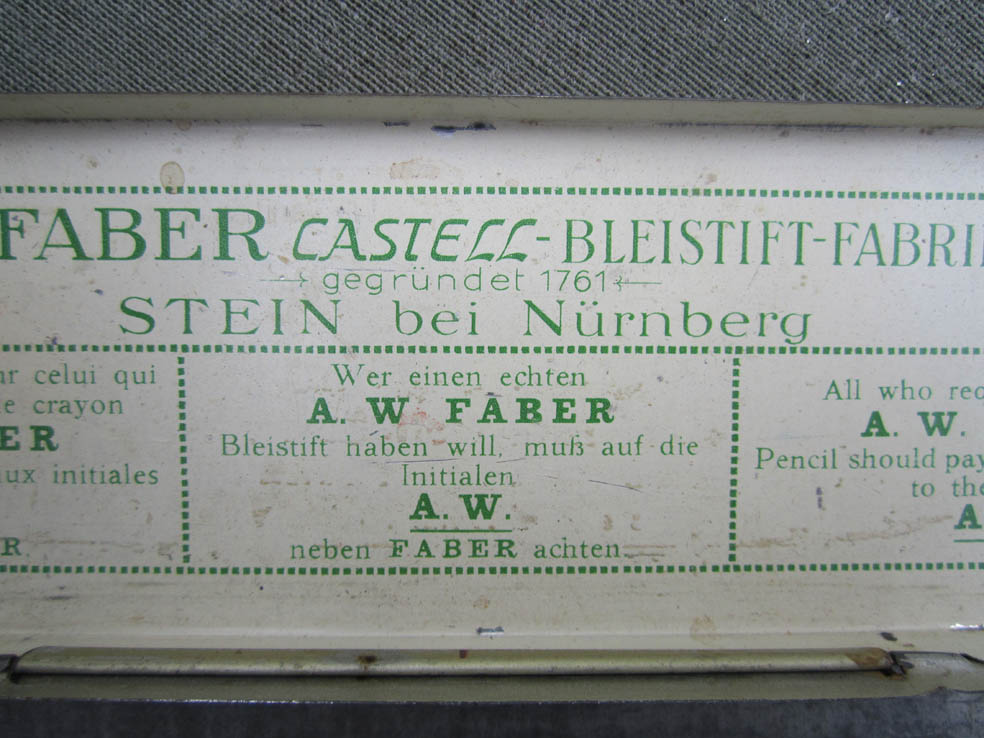 FABER CASTELL-BLEISTIFT-FABRI
gegründet 1761
STEIN bei Nürnberg
celui qui
crayon
ER
aux initiales
R
Wer einen echten
A. W FABER
Bleistift haben will, muß auf die
Initialen
A. W.
neben FABER achten
All who rec
A. W.
Pencil should pay
to the
A